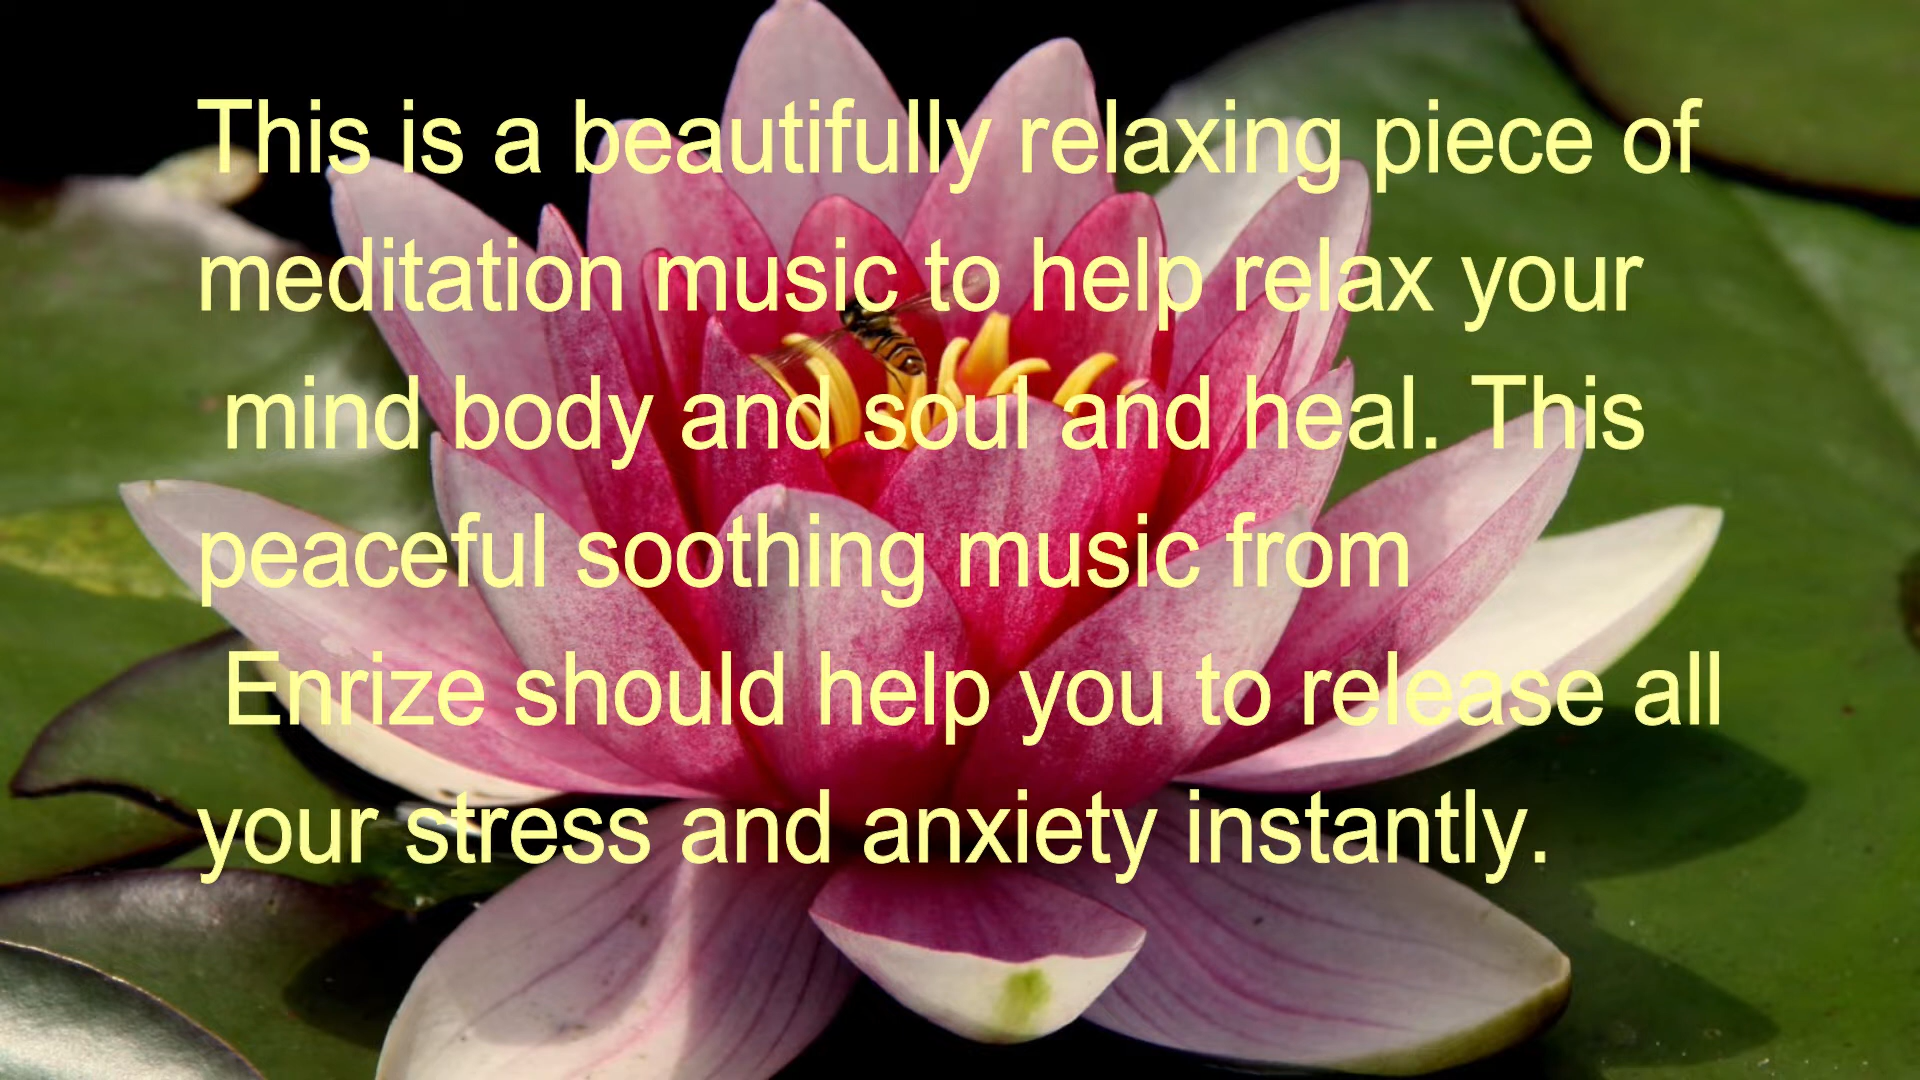 This is a beautifully relaxing piece of
meditation music to help relax your
mind body and soul and heal. This
peaceful soothing music from
Enrize should help you to release all
your stress and anxiety instantly.